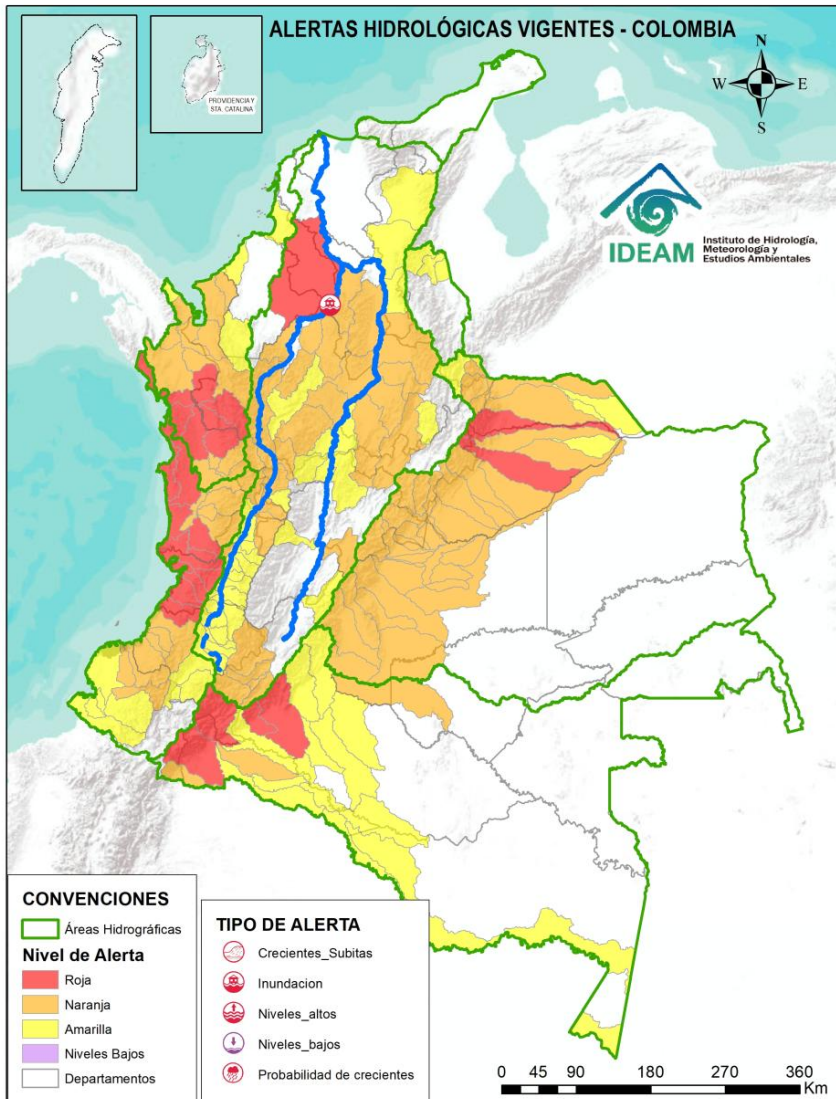 ALERTAS HIDROLÓGICAS VIGENTES - COLOMBIA
PROVIDENCIA Y
STA. CATALINA
N
W
E
S
IDEAM
Instituto de Hidrología,
Meteorología y
Estudios Ambientales
CONVENCIONES
Áreas Hidrográficas
Nivel de Alerta
Roja
Naranja
Amarilla
Niveles Bajos
Departamentos
TIPO DE ALERTA
Crecientes_Subitas
Inundacion
Niveles_altos
Niveles_bajos
Probabilidad de crecientes
0 45 90 180 270 360
Km